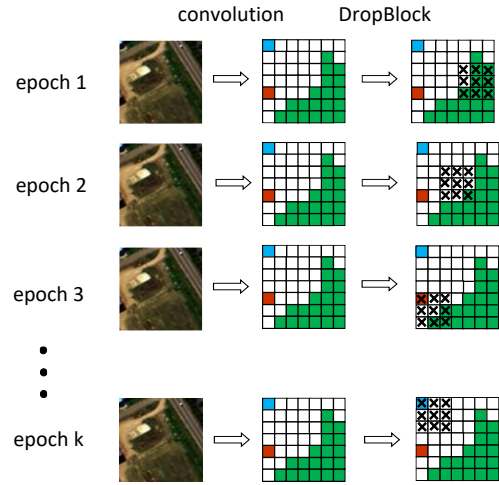 convolution DropBlock
epoch 1
epoch 2
epoch 3
epoch k